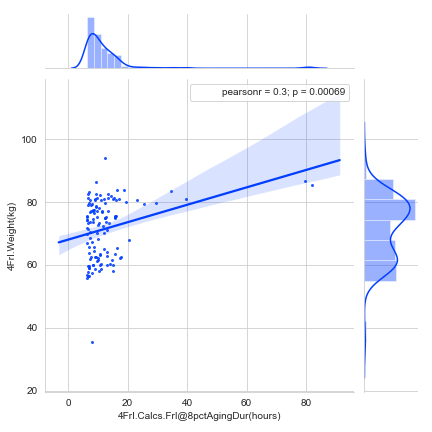 pearsonr = 0.3; p = 0.00069
100
80
60
40
20
4Frl.Weight(kg)
0 20 40 60 80
4Frl.Calcs.Frl@8pctAgingDur(hours)